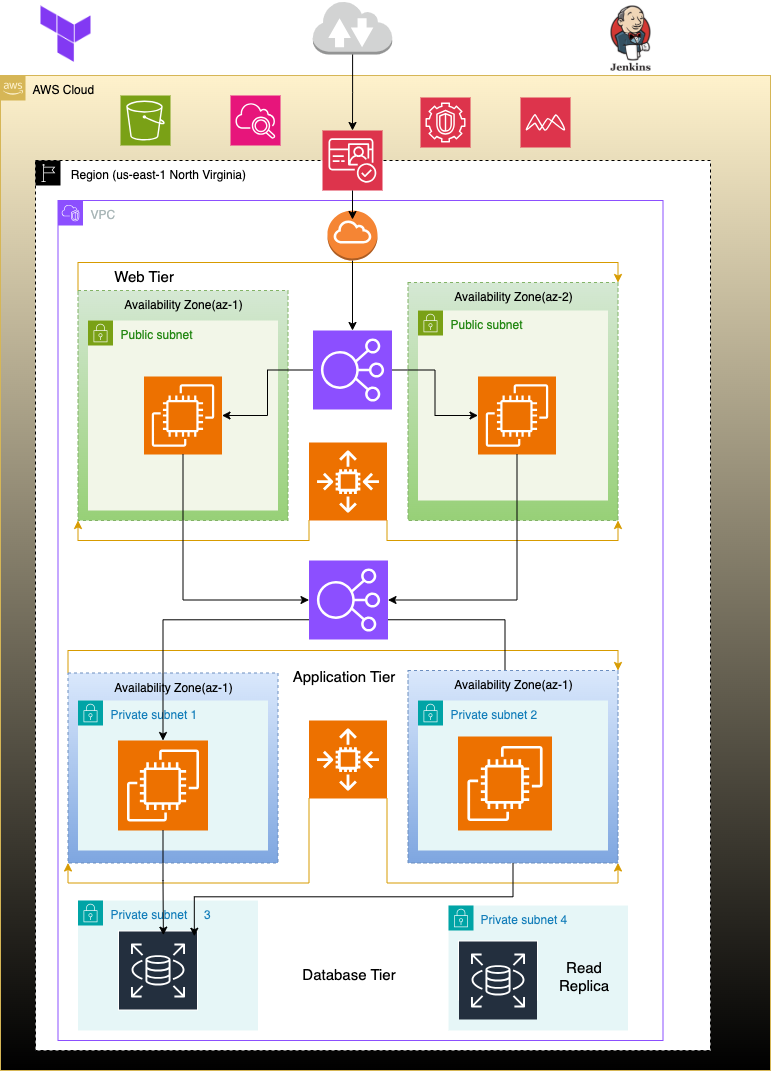 Jenkins
aws
AWS Cloud
Region (us-east-1 North Virginia)
VPC
Web Tier
Availability Zone(az-1)
Availability Zone(az-2)
Public subnet
Public subnet
Application Tier
Availability Zone(az-1)
Availability Zone(az-1)
Private subnet 1
Private subnet 2
Private subnet 3
Private subnet 4
Database Tier
Read
Replica